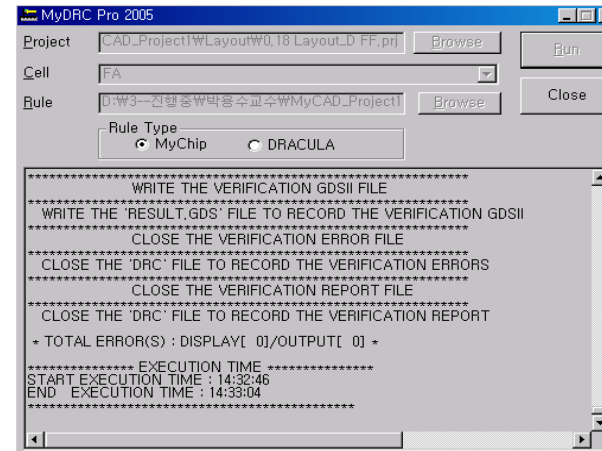 MyDRC Pro 2005
Project CAD_Project1₩Layout₩0,18 Layout_D FF,prj Browse Run
Cell FA
Rule D:₩3--진행중₩박용수교수₩MyCAD_Project1 Browse Close
Rule Type
MyChip DRACULA
*************************************************************
WRITE THE VERIFICATION GDSII FILE
*************************************************************
WRITE THE 'RESULT,GDS' FILE TO RECORD THE VERIFICATION GDSII
*************************************************************
CLOSE THE VERIFICATION ERROR FILE
*************************************************************
CLOSE THE 'DRC' FILE TO RECORD THE VERIFICATION ERRORS
*************************************************************
CLOSE THE VERIFICATION REPORT FILE
*************************************************************
CLOSE THE 'DRC' FILE TO RECORD THE VERIFICATION REPORT
* TOTAL ERROR(S) : DISPLAY[ 0]/OUTPUT[ 0] *
*************** EXECUTION TIME ***************
START EXECUTION TIME : 14:32:46
END EXECUTION TIME : 14:33:04
*********************************************